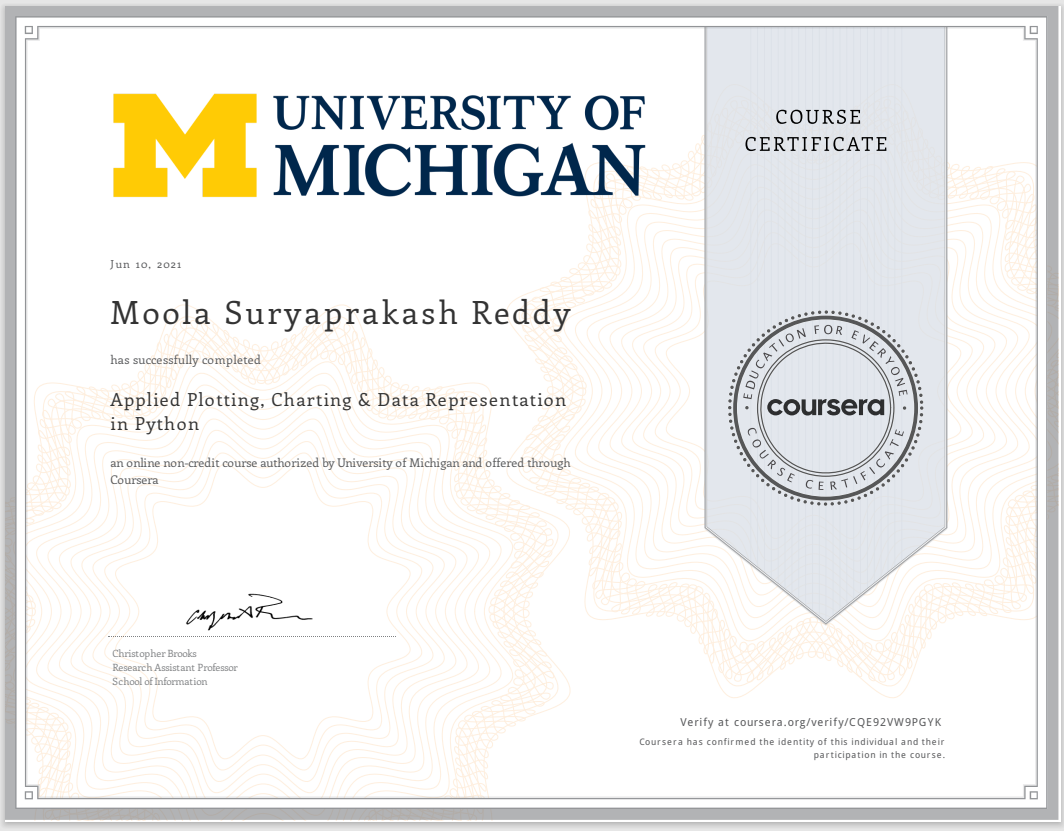 UNIVERSITY OF
MICHIGAN
COURSE
CERTIFICATE
Jun 10, 2021
Moola Suryaprakash Reddy
has successfully completed
Applied Plotting, Charting & Data Representation
in Python
an online non-credit course authorized by University of Michigan and offered through
Coursera
EDUCATION FOR EVERYONE
coursera
COURSE CERTIFICATE
Christopher Brooks
Research Assistant Professor
School of Information
Verify at coursera.org/verify/CQE92VW9PGYK
Coursera has confirmed the identity of this individual and their
participation in the course.